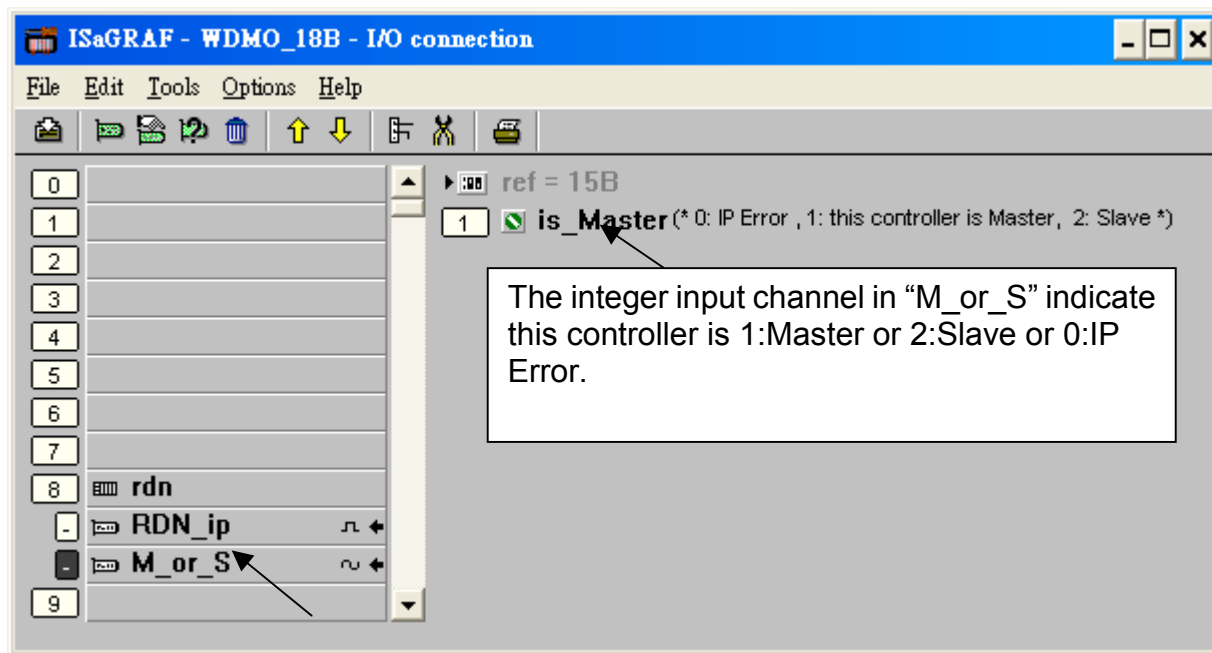 ISaGRAF - WDMO_18B - I/O connection
File Edit Tools Options Help
0
1
2
3
4
5
6
7
8 rdn
- RDN_ip
- M_or_S
9
ref = 15B
1 is_Master (* 0: IP Error , 1: this controller is Master, 2: Slave *)
The integer input channel in “M_or_S” indicate
this controller is 1:Master or 2:Slave or 0:IP
Error.